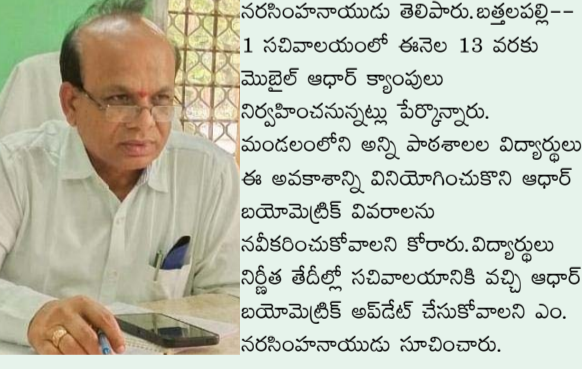 నరసింహనాయుడు తెలిపారు.బత్తలపల్లి--
1 సచివాలయంలో ఈనెల 13 వరకు
మొబైల్ ఆధార్ క్యాంపులు
నిర్వహించనున్నట్లు పేర్కొన్నారు.
మండలంలోని అన్ని పాఠశాలల విద్యార్థులు
ఈ అవకాశాన్ని వినియోగించుకొని ఆధార్
బయోమెట్రిక్ వివరాలను
నవీకరించుకోవాలని కోరారు.విద్యార్థులు
నిర్ణీత తేదీల్లో సచివాలయానికి వచ్చి ఆధార్
బయోమెట్రిక్ అప్‌డేట్ చేసుకోవాలని ఎం.
నరసింహనాయుడు సూచించారు.